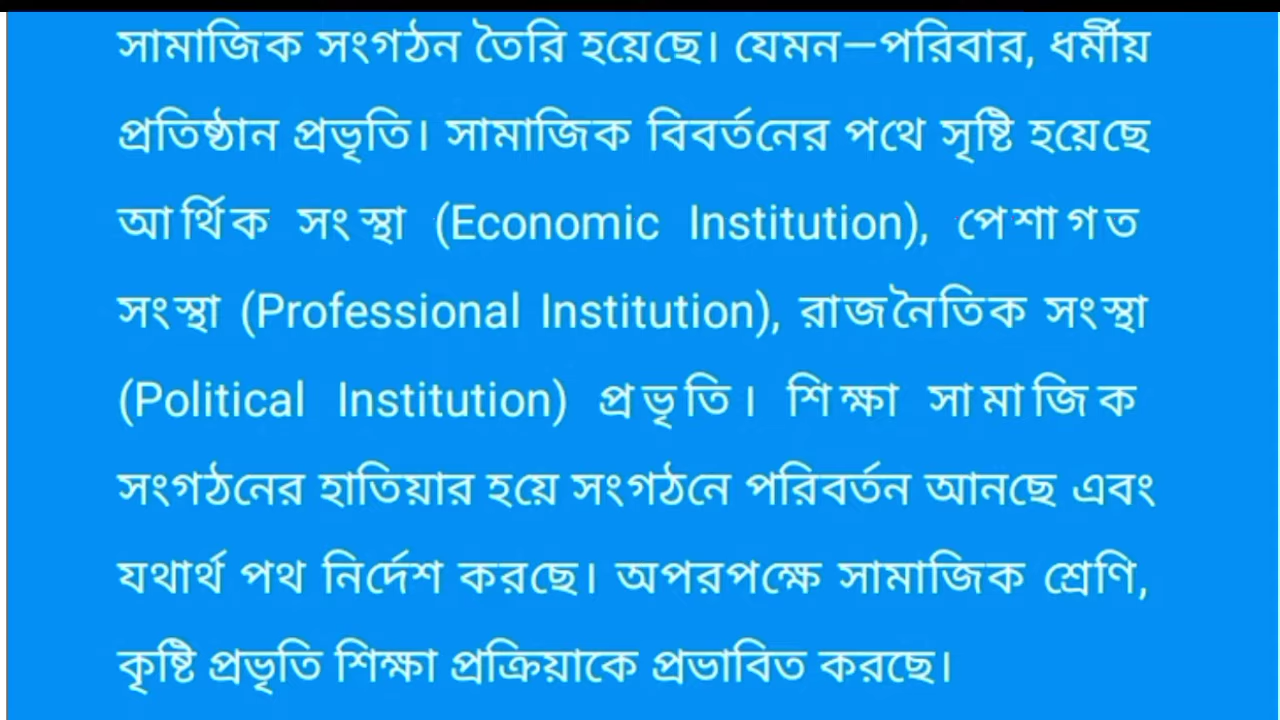 সামাজিক সংগঠন তৈরি হয়েছে। যেমন—পরিবার, ধর্মীয়
প্রতিষ্ঠান প্রভৃতি। সামাজিক বিবর্তনের পথে সৃষ্টি হয়েছে
আর্থিক সংস্থা (Economic Institution), পেশাগত
সংস্থা (Professional Institution), রাজনৈতিক সংস্থা
(Political Institution) প্রভৃতি। শিক্ষা সামাজিক
সংগঠনের হাতিয়ার হয়ে সংগঠনে পরিবর্তন আনছে এবং
যথার্থ পথ নির্দেশ করছে। অপরপক্ষে সামাজিক শ্রেণি,
কৃষ্টি প্রভৃতি শিক্ষা প্রক্রিয়াকে প্রভাবিত করছে।